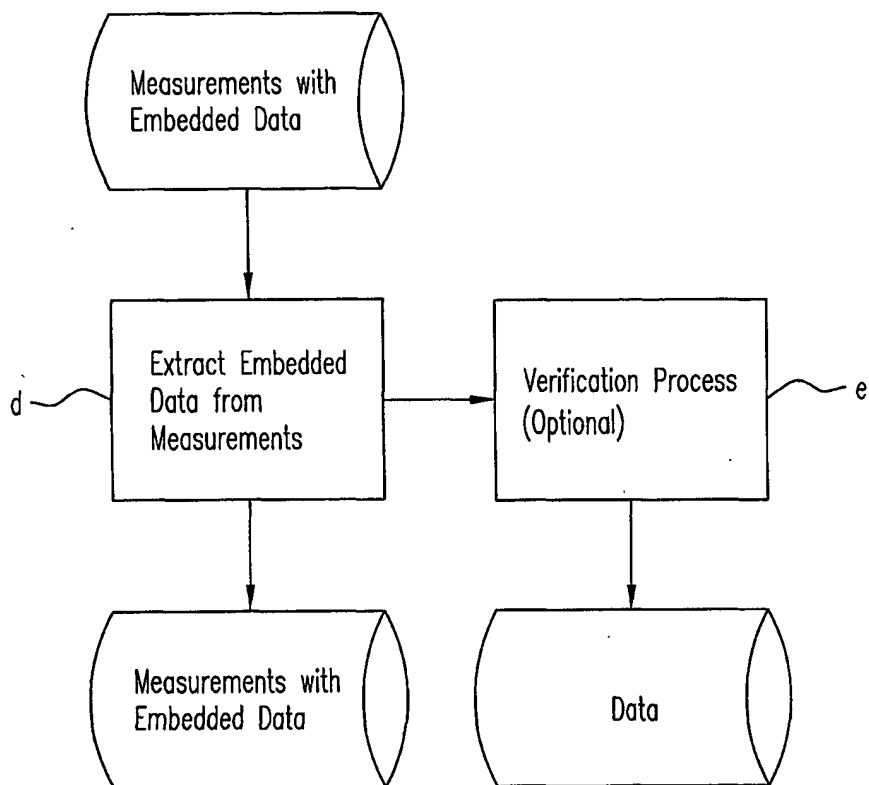 Measurements with
Embedded Data
Extract Embedded
Data from
Measurements
d
Verification Process
(Optional)
e
Measurements with
Embedded Data
Data